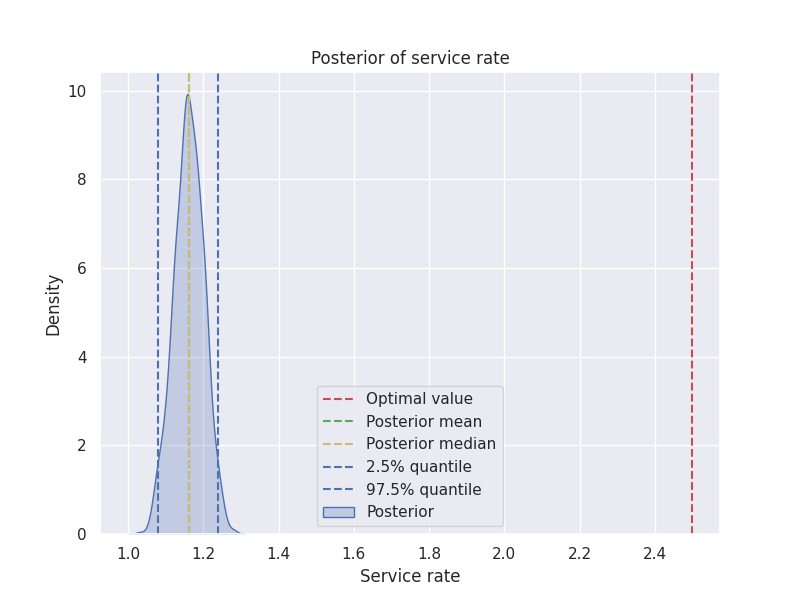 Posterior of service rate
Density
10
8
6
4
2
0
Optimal value
Posterior mean
Posterior median
2.5% quantile
97.5% quantile
Posterior
1.0 1.2 1.4 1.6 1.8 2.0 2.2 2.4
Service rate